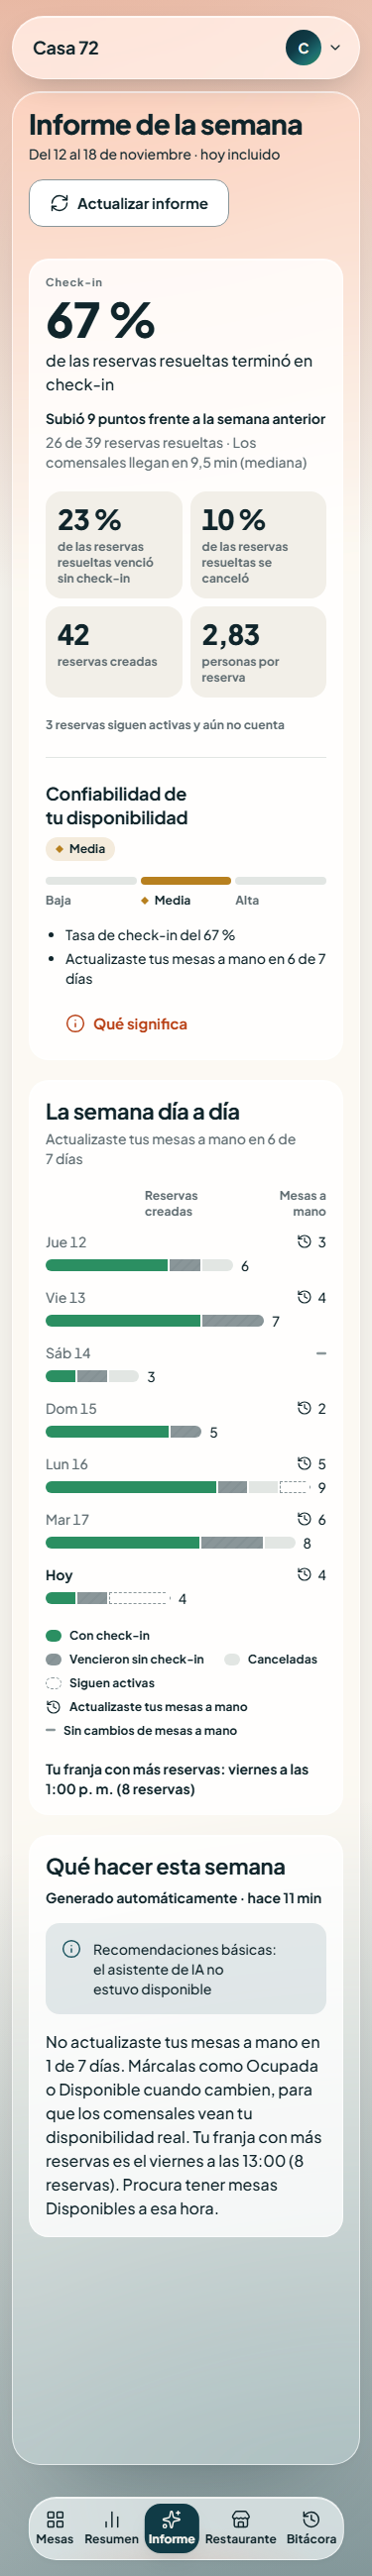 Casa 72
C
Informe de la semana
Del 12 al 18 de noviembre · hoy incluido
Actualizar informe
Check-in
67 %
de las reservas resueltas terminó en
check-in
Subió 9 puntos frente a la semana anterior
26 de 39 reservas resueltas · Los
comensales llegan en 9,5 min (mediana)
23 %
de las reservas
resueltas venció
sin check-in
10 %
de las reservas
resueltas se
canceló
42
reservas creadas
2,83
personas por
reserva
3 reservas siguen activas y aún no cuenta
Confiabilidad de
tu disponibilidad
Media
Baja
Media
Alta
• Tasa de check-in del 67 %
• Actualizaste tus mesas a mano en 6 de 7
días
Qué significa
La semana día a día
Actualizaste tus mesas a mano en 6 de
7 días
Reservas
creadas
Mesas a
mano
Jue 12 3
6
Vie 13 4
7
Sáb 14 –
3
Dom 15 2
5
Lun 16 5
9
Mar 17 6
8
Hoy 4
4
Con check-in
Vencieron sin check-in Canceladas
Siguen activas
Actualizaste tus mesas a mano
– Sin cambios de mesas a mano
Tu franja con más reservas: viernes a las
1:00 p. m. (8 reservas)
Qué hacer esta semana
Generado automáticamente · hace 11 min
Recomendaciones básicas:
el asistente de IA no
estuvo disponible
No actualizaste tus mesas a mano en
1 de 7 días. Márcalas como Ocupada
o Disponible cuando cambien, para
que los comensales vean tu
disponibilidad real. Tu franja con más
reservas es el viernes a las 13:00 (8
reservas). Procura tener mesas
Disponibles a esa hora.
Mesas Resumen Informe Restaurante Bitácora